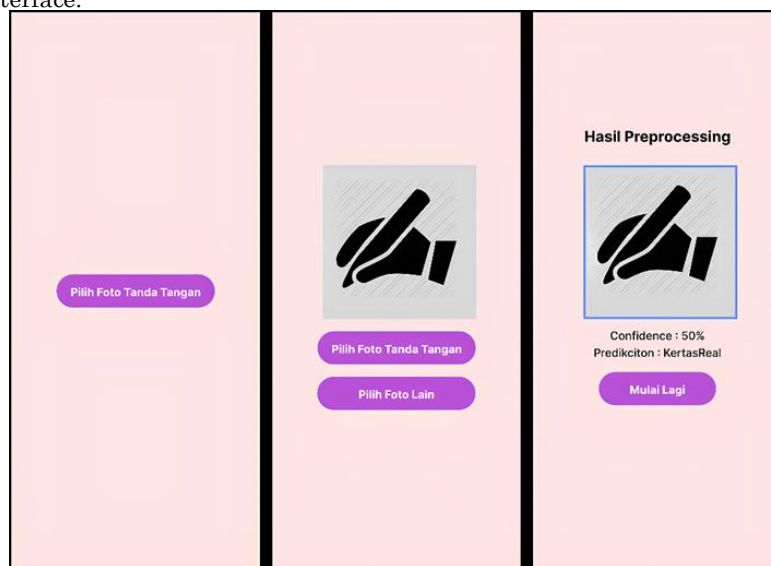 terface.
Pilih Foto Tanda Tangan
Pilih Foto Tanda Tangan
Pilih Foto Lain
Hasil Preprocessing
Confidence : 50%
Predikciton : KertasReal
Mulai Lagi